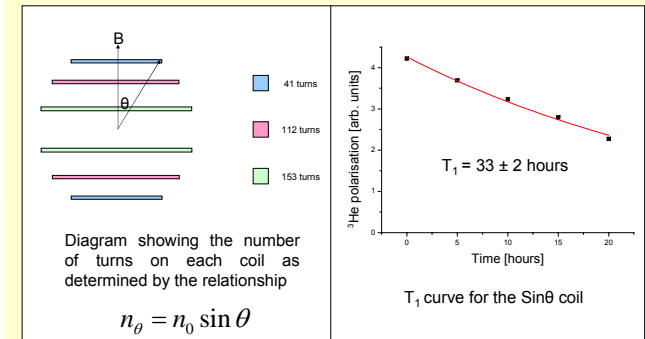 B
θ
41 turns
112 turns
153 turns
Diagram showing the number
of turns on each coil as
determined by the relationship
n_θ = n_0 sin θ
³He polarisation [arb. units]
4
3
2
1
0
T₁ = 33 ± 2 hours
0 5 10 15 20
Time [hours]
T₁ curve for the Sinθ coil